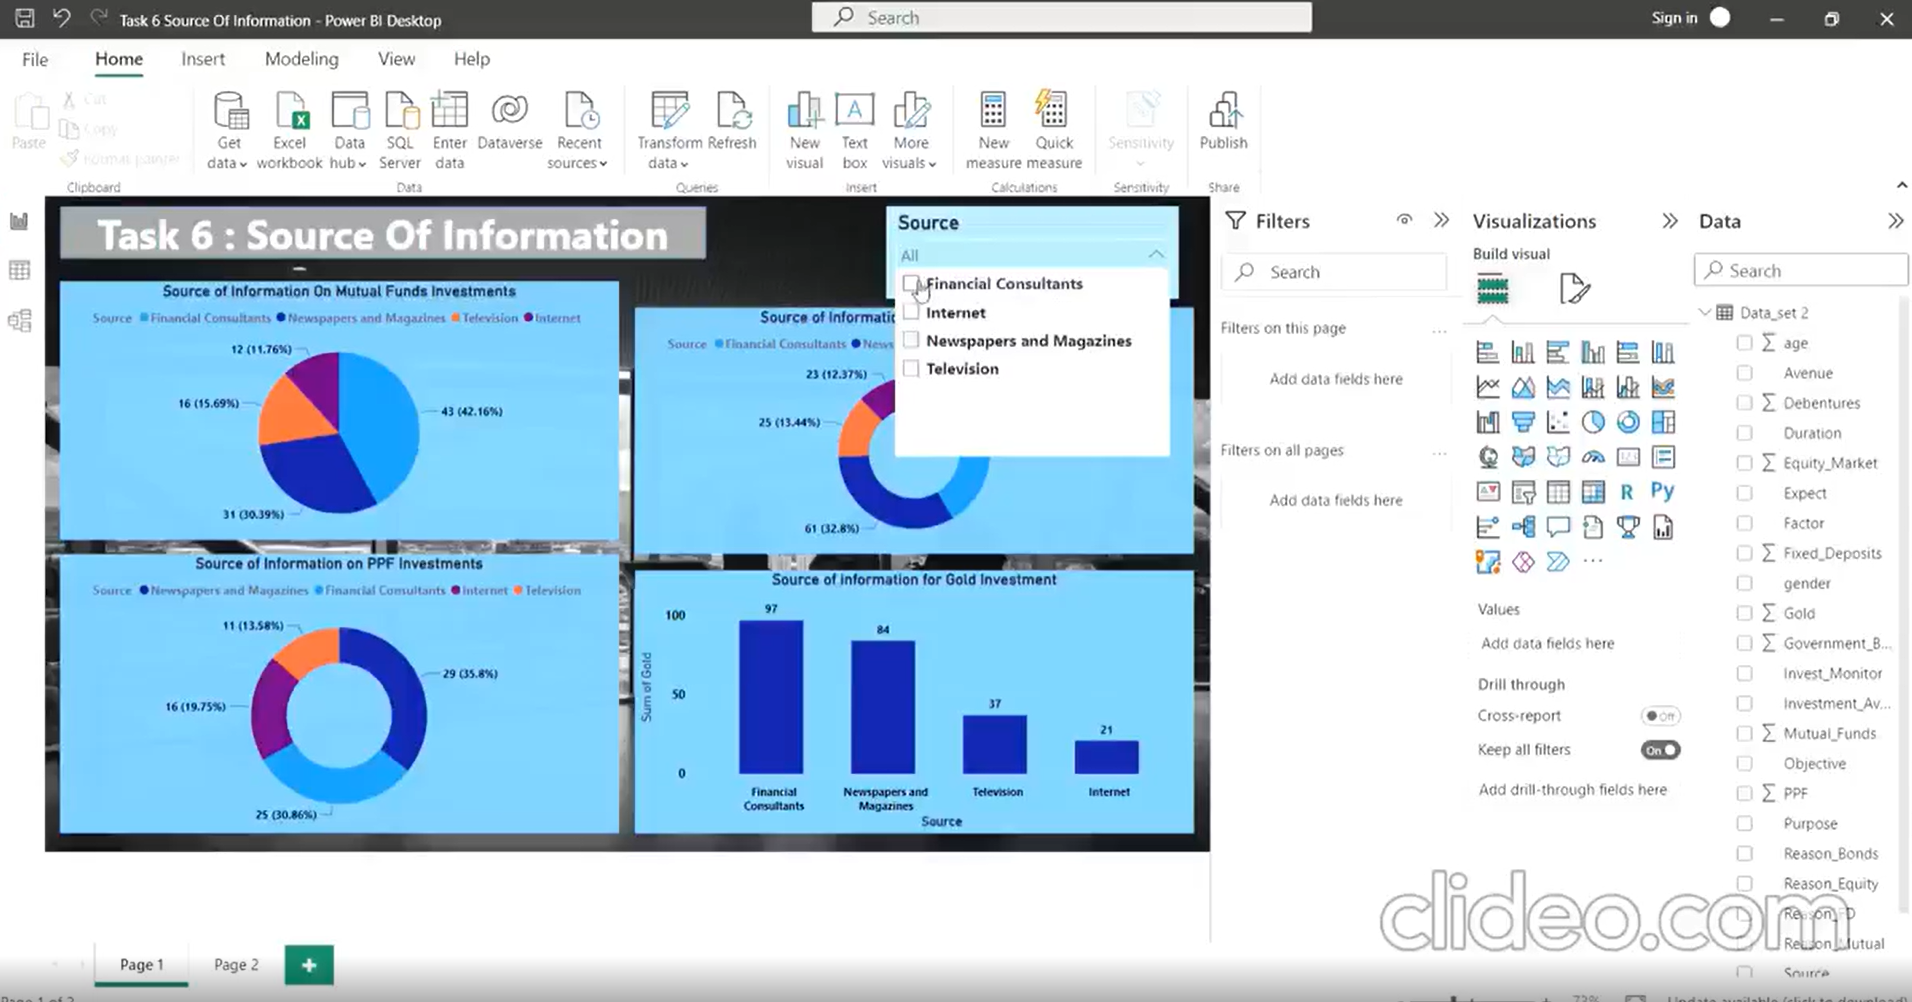 Task 6 Source Of Information - Power BI Desktop
Search
Sign in
File
Home
Insert
Modeling
View
Help
Paste
Cut
Copy
Format painter
Get data
Excel workbook
Data hub
SQL Server
Enter data
Dataverse
Recent sources
Transform data
Refresh
New visual
Text box
More visuals
New measure
Quick measure
Sensitivity
Publish
Clipboard
Data
Queries
Insert
Calculations
Sensitivity
Share
Task 6 : Source Of Information
Source
All
Financial Consultants
Internet
Newspapers and Magazines
Television
Source of Information On Mutual Funds Investments
Source Financial Consultants Newspapers and Magazines Television Internet
12 (11.76%)
16 (15.69%)
43 (42.16%)
31 (30.39%)
Source of Informatic
Source Financial Consultants News
23 (12.37%)
25 (13.44%)
61 (32.8%)
Source of Information on PPF Investments
Source Newspapers and Magazines Financial Consultants Internet Television
11 (13.58%)
29 (35.8%)
16 (19.75%)
25 (30.86%)
Source of information for Gold Investment
Sum of Gold
100
50
0
97
84
37
21
Financial Consultants
Newspapers and Magazines
Television
Internet
Source
Filters
Search
Filters on this page
Add data fields here
Filters on all pages
Add data fields here
Visualizations
Build visual
R
Py
Values
Add data fields here
Drill through
Cross-report
Off
Keep all filters
On
Add drill-through fields here
Data
Search
Data_set 2
age
Avenue
Debentures
Duration
Equity_Market
Expect
Factor
Fixed_Deposits
gender
Gold
Government_B...
Invest_Monitor
Investment_Av...
Mutual_Funds
Objective
PPF
Purpose
Reason_Bonds
Reason_Equity
Reason_FD
Reason_Mutual
Source
clideo.com
Page 1
Page 2
Page 1 of 2
73%
Update available (click to download)